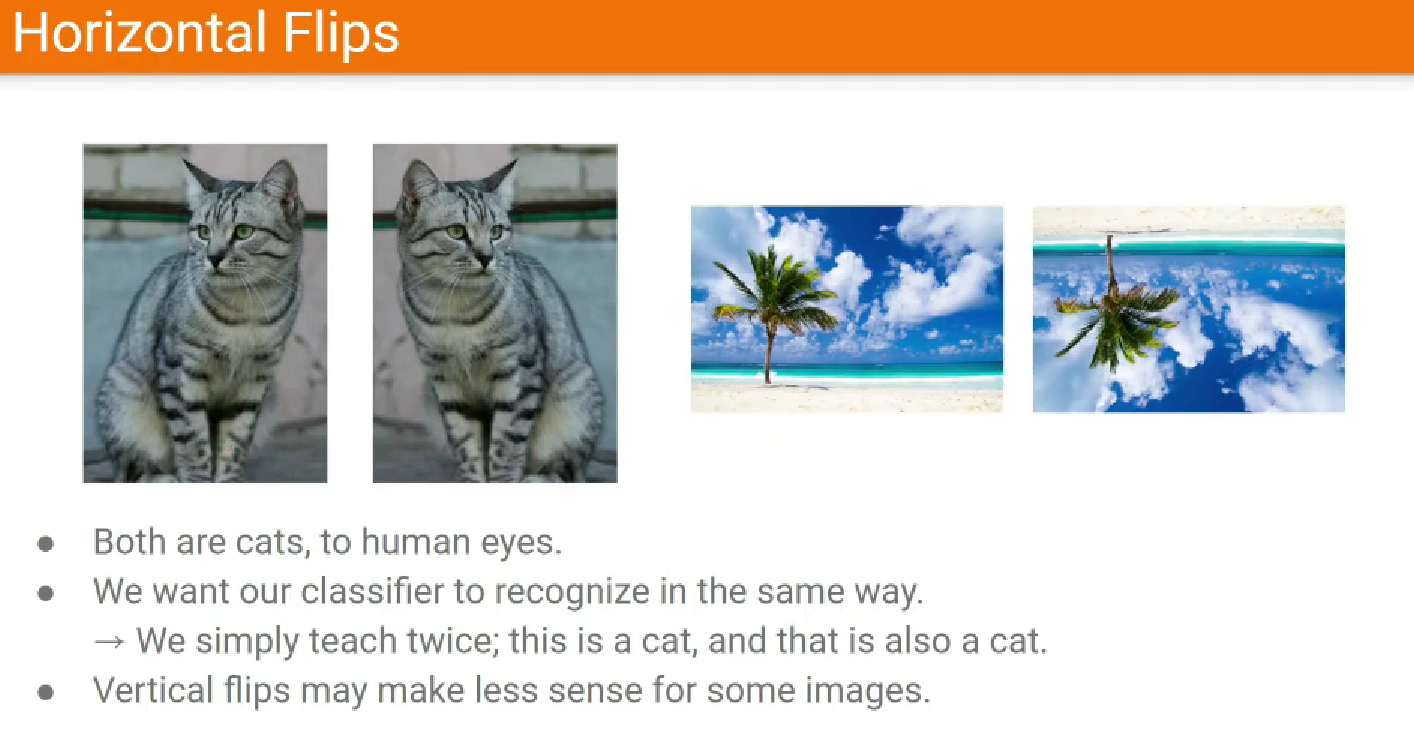 Horizontal Flips
● Both are cats, to human eyes.
● We want our classifier to recognize in the same way.
→ We simply teach twice; this is a cat, and that is also a cat.
● Vertical flips may make less sense for some images.